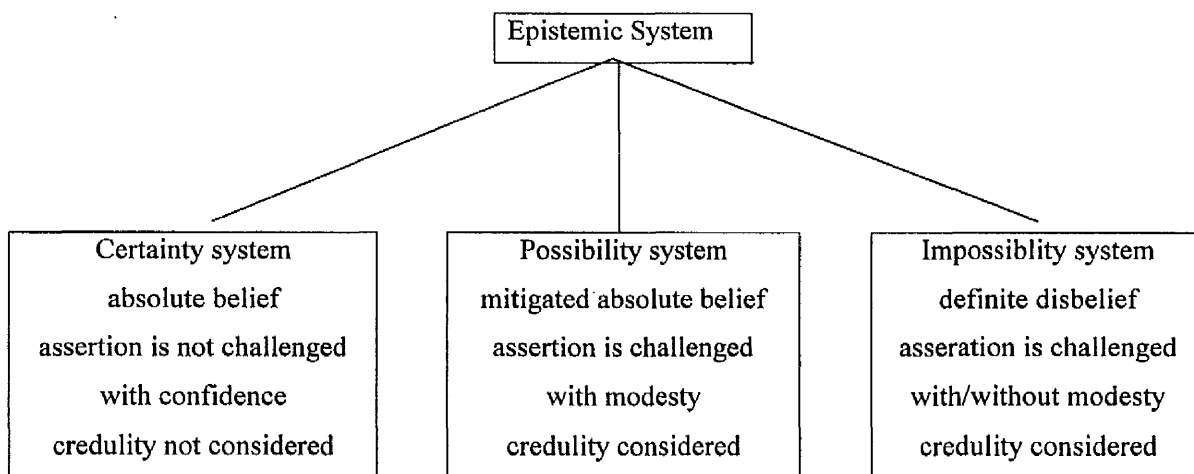 Epistemic System
Certainty system
absolute belief
assertion is not challenged
with confidence
credulity not considered
Possibility system
mitigated absolute belief
assertion is challenged
with modesty
credulity considered
Impossiblity system
definite disbelief
asseration is challenged
with/without modesty
credulity considered